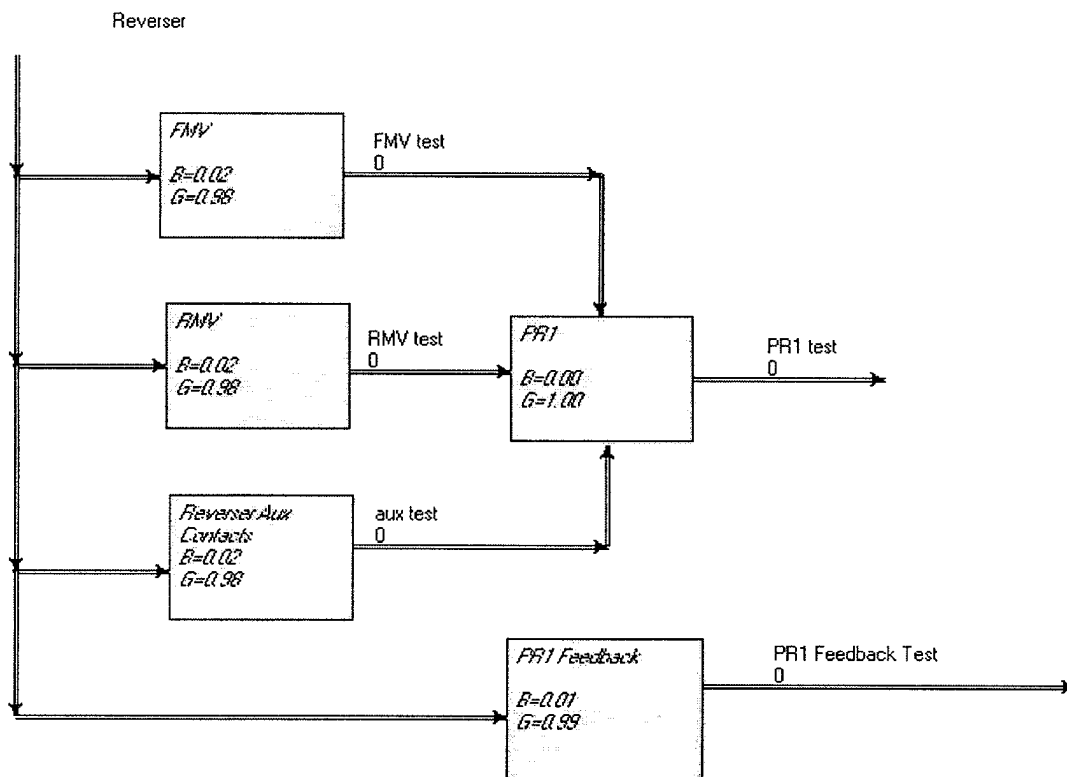 Reverser
FMV
B=0.02
G=0.98
FMV test
0
RMV
B=0.02
G=0.98
RMV test
0
PR1
B=0.00
G=1.00
PR1 test
0
Reverser Aux
Contacts
B=0.02
G=0.98
aux test
0
PR1 Feedback
B=0.01
G=0.99
PR1 Feedback Test
0